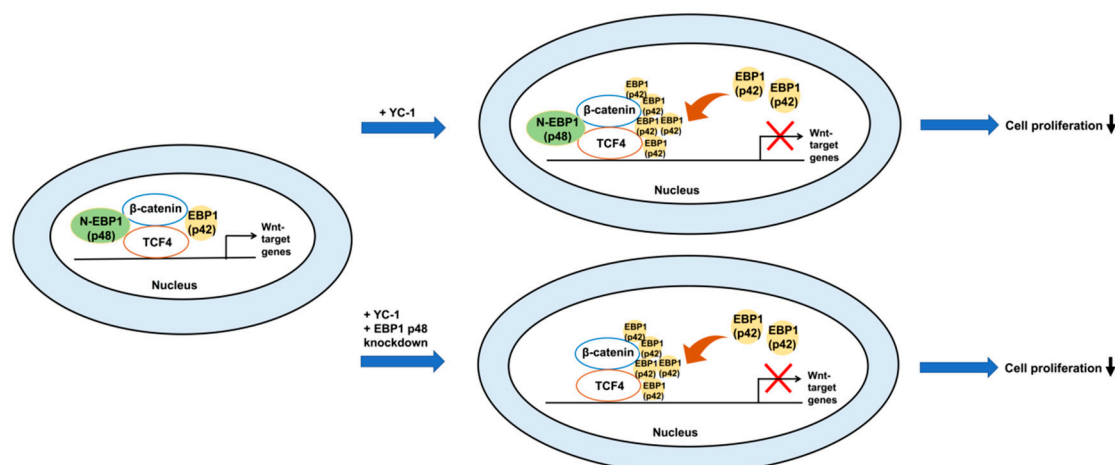 N-EBP1
(p48)
β-catenin
TCF4
EBP1
(p42)
Wnt-
target
genes
Nucleus
+ YC-1
EBP1
(p42)
EBP1
(p42)
β-catenin
N-EBP1
(p48)
EBP1
(p42)
EBP1
(p42)
TCF4
EBP1
(p42)
EBP1
(p42)
EBP1
(p42)
Wnt-
target
genes
Nucleus
Cell proliferation
+ YC-1
+ EBP1 p48
knockdown
EBP1
(p42)
EBP1
(p42)
β-catenin
EBP1
(p42)
EBP1
(p42)
TCF4
EBP1
(p42)
EBP1
(p42)
EBP1
(p42)
Wnt-
target
genes
Nucleus
Cell proliferation